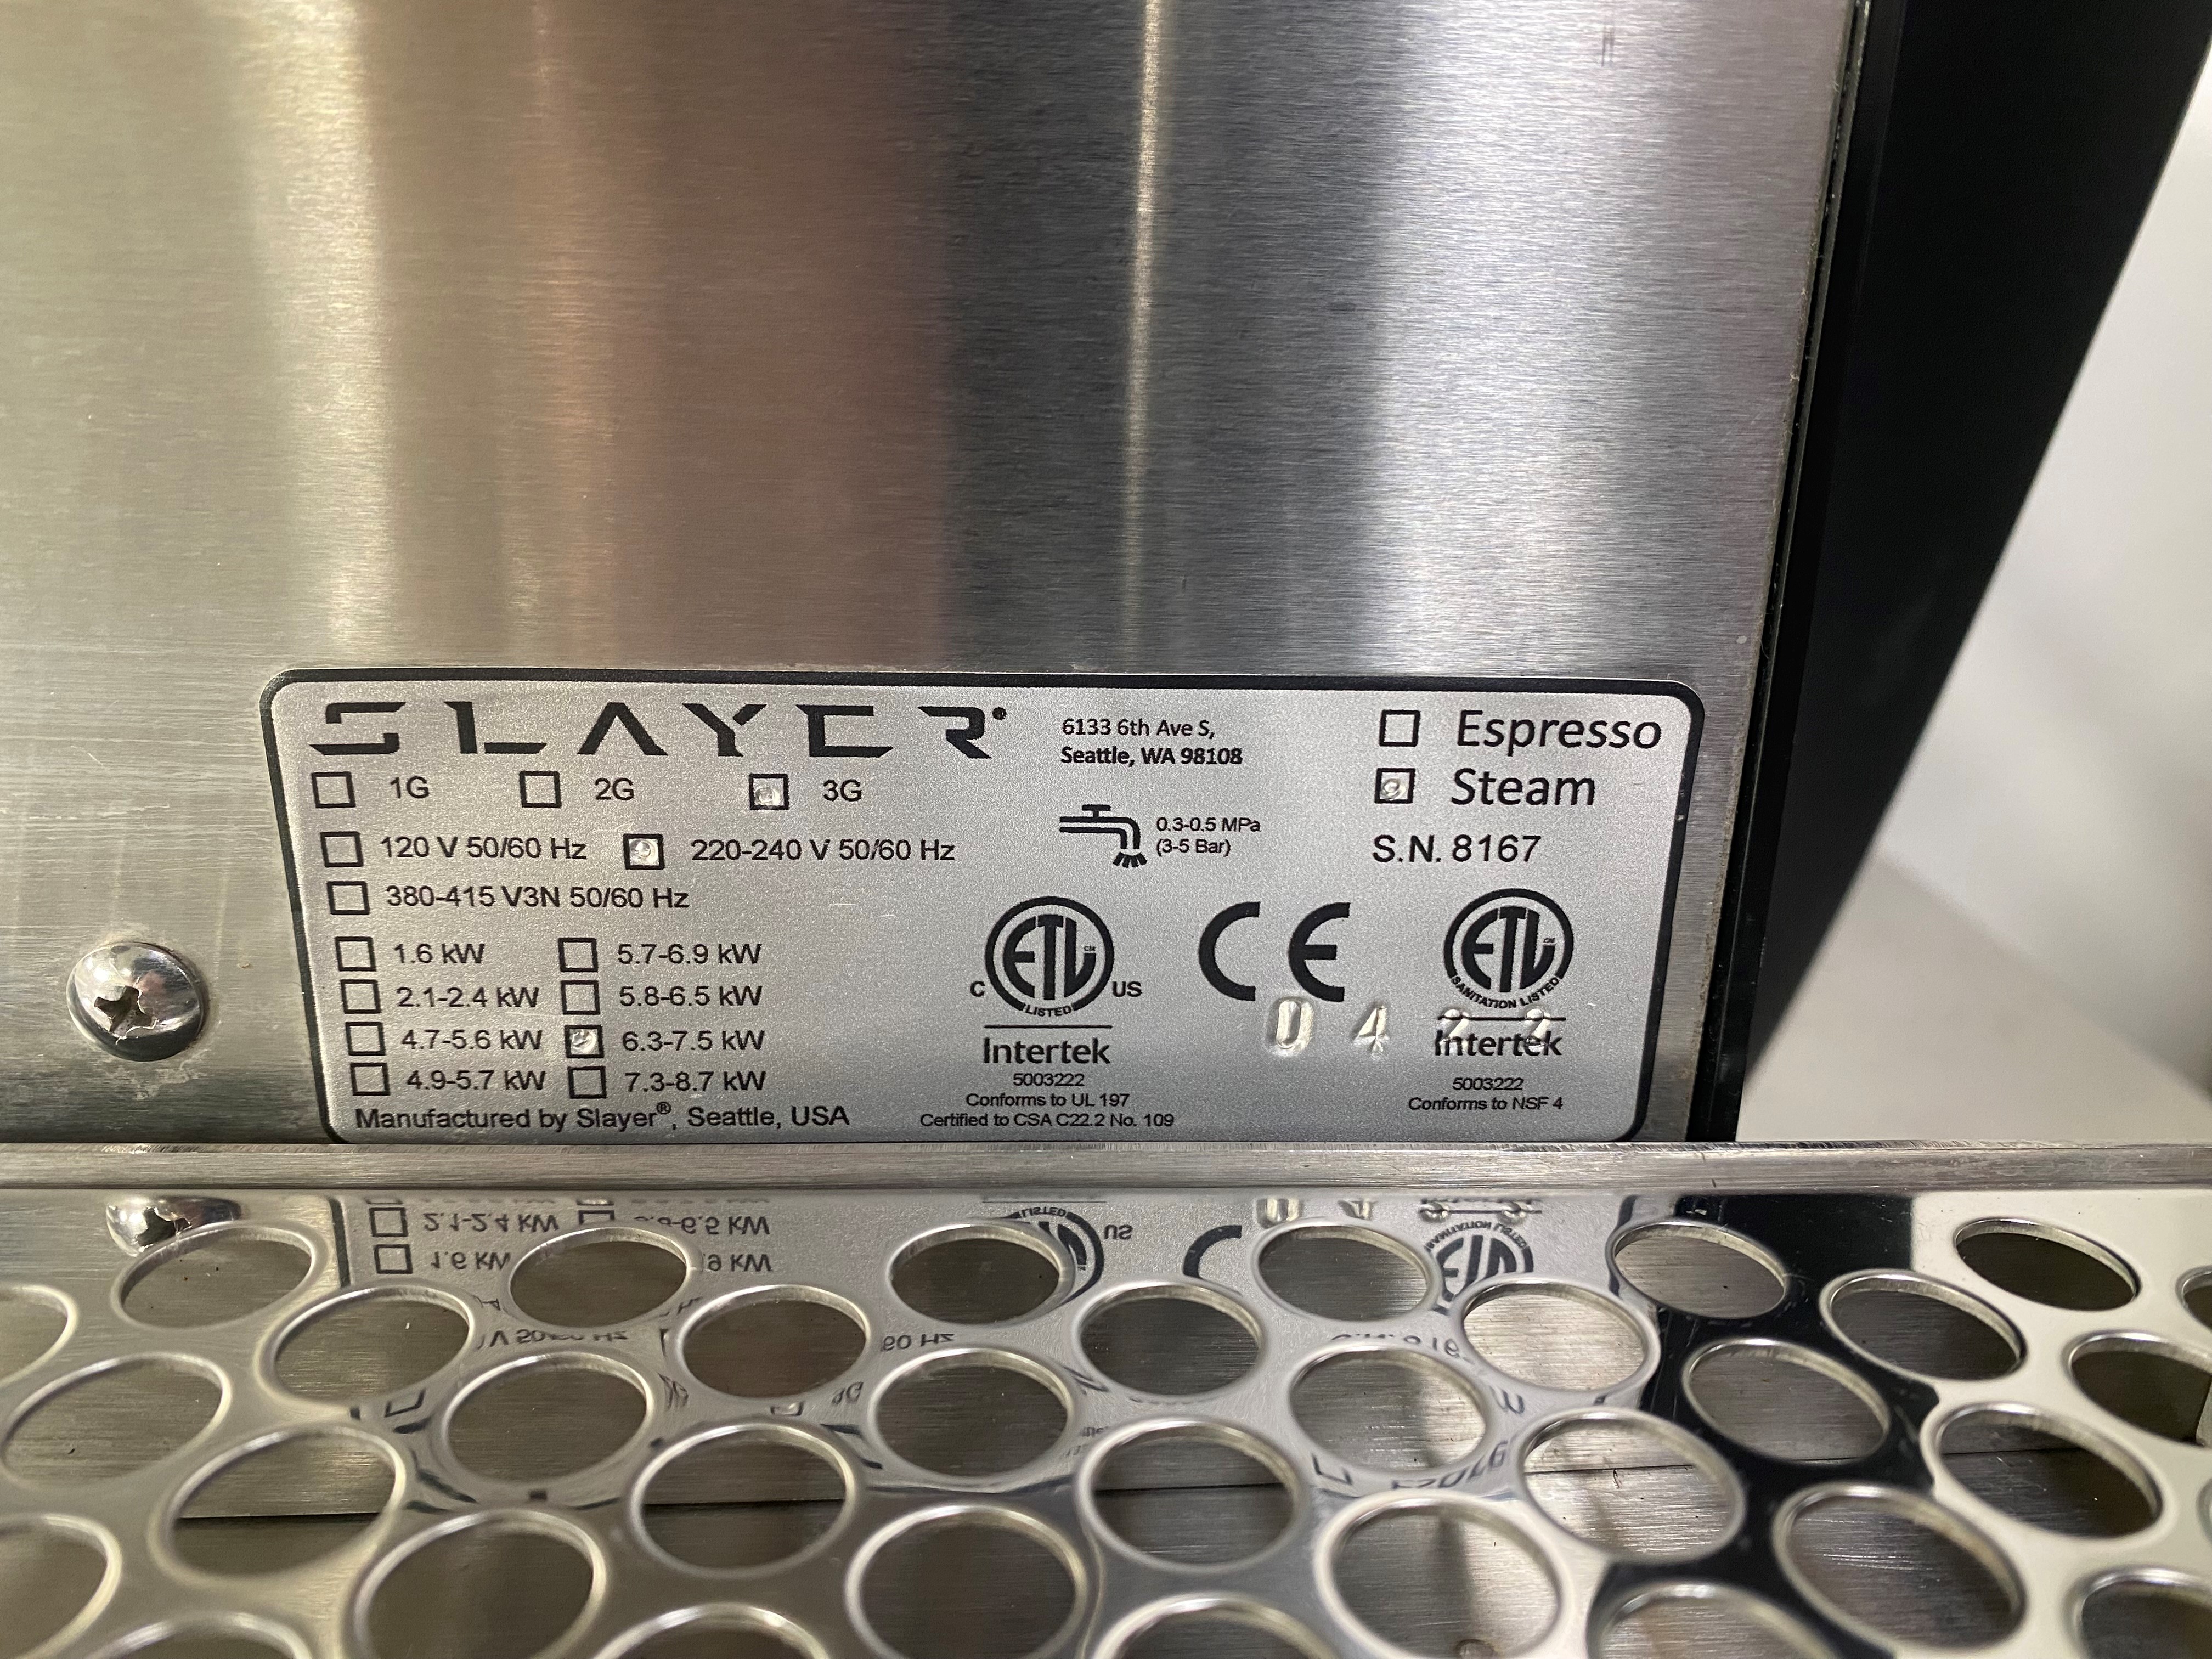 SLAYER
6133 6th Ave S,
Seattle, WA 98108
Espresso
Steam
1G 2G 3G
120 V 50/60 Hz 220-240 V 50/60 Hz
0.3-0.5 MPa
(3-5 Bar)
S.N. 8167
380-415 V3N 50/60 Hz
1.6 kW 5.7-6.9 kW
2.1-2.4 kW 5.8-6.5 kW
4.7-5.6 kW 6.3-7.5 kW
4.9-5.7 kW 7.3-8.7 kW
Manufactured by Slayer®, Seattle, USA
ETL CM
LISTED
C US
Intertek
5003222
Conforms to UL 197
Certified to CSA C22.2 No. 109
CE
ETL CM
SANITATION LISTED
Intertek
5003222
Conforms to NSF 4
04 22